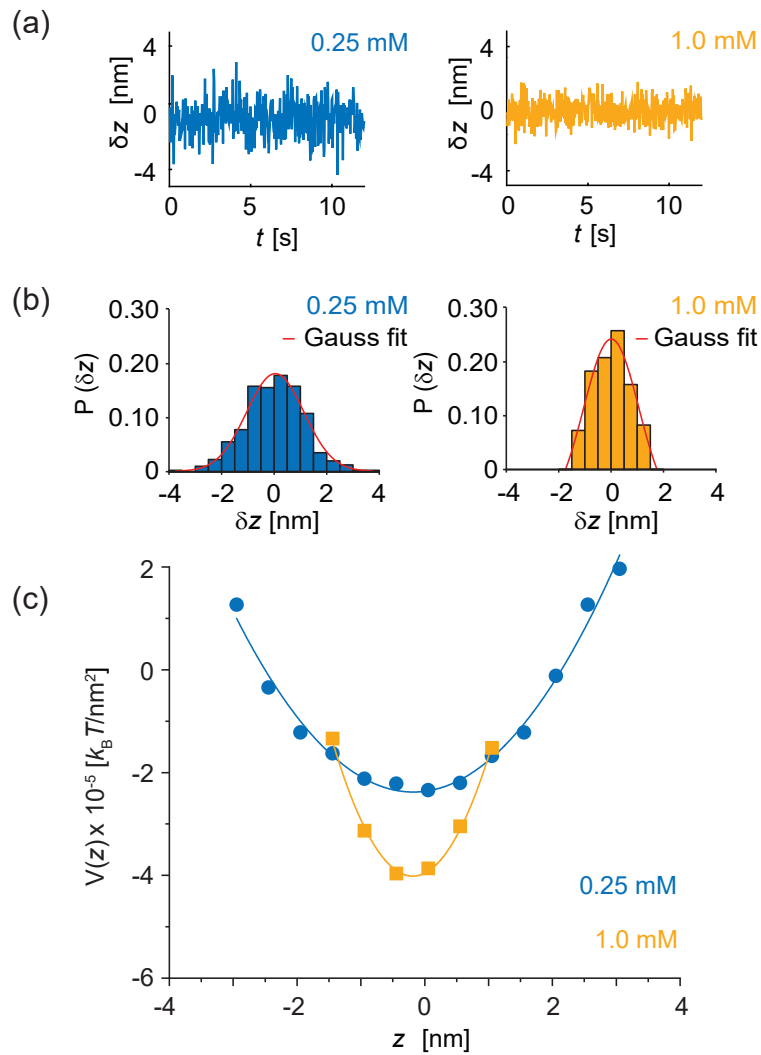 (a)
0.25 mM
δz [nm]
4
0
-4
0 5 10
t [s]
1.0 mM
δz [nm]
4
0
-4
0 5 10
t [s]
(b)
0.25 mM
Gauss fit
P (δz)
0.30
0.20
0.10
0
-4 -2 0 2 4
δz [nm]
1.0 mM
Gauss fit
P (δz)
0.30
0.20
0.10
0
-4 -2 0 2 4
δz [nm]
(c)
V(z) x 10⁻⁵ [k_BT/nm²]
2
0
-2
-4
-6
0.25 mM
1.0 mM
-4 -2 0 2 4
z [nm]